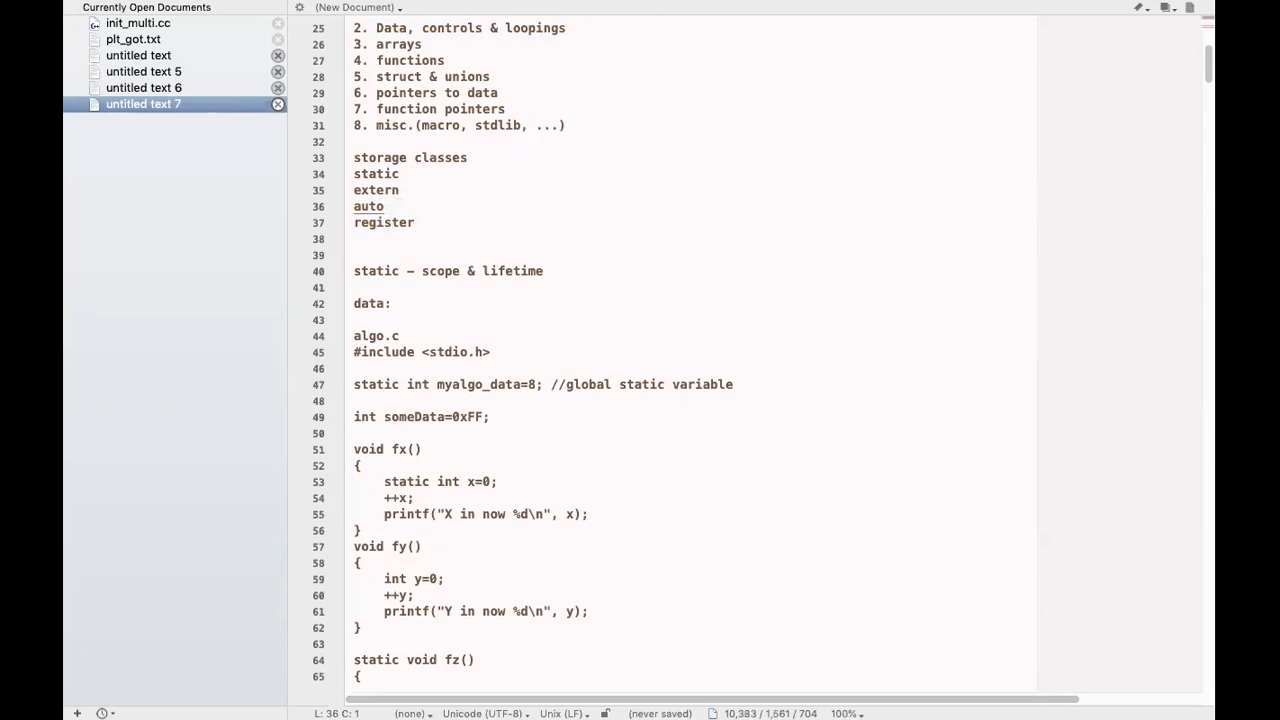 Currently Open Documents
init_multi.cc
plt_got.txt
untitled text
untitled text 5
untitled text 6
untitled text 7
(New Document)
25 2. Data, controls & loopings
26 3. arrays
27 4. functions
28 5. struct & unions
29 6. pointers to data
30 7. function pointers
31 8. misc.(macro, stdlib, ...)
32
33 storage classes
34 static
35 extern
36 auto
37 register
38
39
40 static - scope & lifetime
41
42 data:
43
44 algo.c
45 #include <stdio.h>
46
47 static int myalgo_data=8; //global static variable
48
49 int someData=0xFF;
50
51 void fx()
52 {
53 static int x=0;
54 ++x;
55 printf("X in now %d\n", x);
56 }
57 void fy()
58 {
59 int y=0;
60 ++y;
61 printf("Y in now %d\n", y);
62 }
63
64 static void fz()
65 {
L: 36 C: 1 (none) Unicode (UTF-8) Unix (LF) (never saved) 10,383 / 1,561 / 704 100%